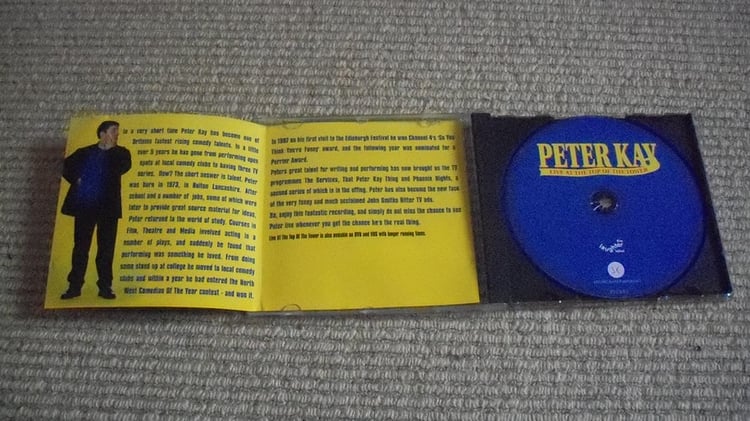 In a very short time Peter Kay has become one of
Britains fastest rising comedy talents. In a little
over 5 years he has gone from performing open
spots at local comedy clubs to having three TV
series. How? The short answer is talent. Peter
was born in 1973, in Bolton Lancashire. After
school and a number of jobs, some of which were
later to provide great source material for ideas,
Peter returned to the world of study. Courses in
Film, Theatre and Media involved acting in a
number of plays, and suddenly he found that
performing was something he loved. From doing
some stand up at college he moved to local comedy
clubs and within a year he had entered the North
West Comedian Of The Year contest - and won it.
In 1997 on his first visit to the Edinburgh Festival he won Channel 4's 'So You
Think You're Funny' award, and the following year was nominated for a
Perrier Award.
Peters great talent for writing and performing has now brought us the TV
programmes The Services, That Peter Kay Thing and Phoenix Nights, a
second series of which is in the offing. Peter has also become the new face
of the very funny and much acclaimed John Smiths Bitter TV ads.
So, enjoy this fantastic recording, and simply do not miss the chance to see
Peter live whenever you get the chance he's the real thing.
Live At The Top Of The Tower is also available on DVD and VHS with longer running times.
PETER KAY
LIVE AT THE TOP OF THE TOWER
the
laughter
label